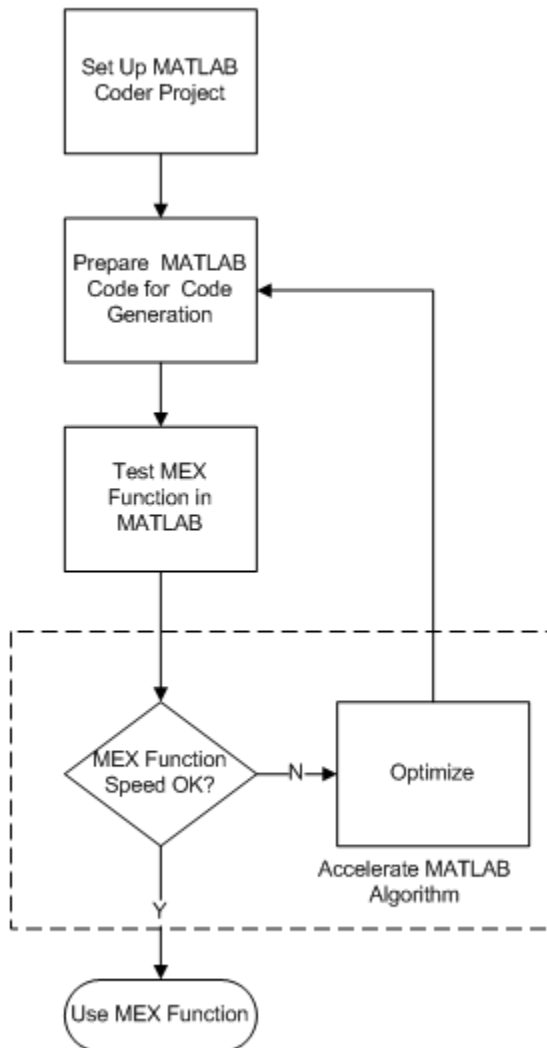 Set Up MATLAB
Coder Project
Prepare MATLAB
Code for Code
Generation
Test MEX
Function in
MATLAB
MEX Function
Speed OK?
N
Optimize
Accelerate MATLAB
Algorithm
Y
Use MEX Function